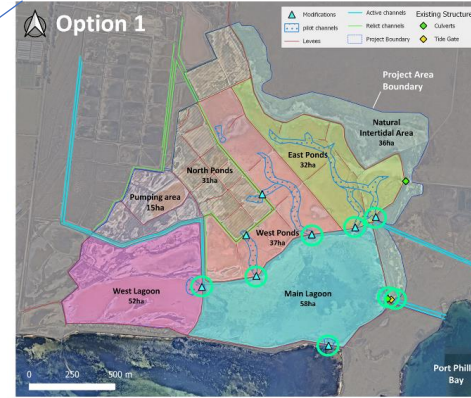 Option 1
Modifications
pilot channels
Levees
Active channels
Relict channels
Project Boundary
Existing Structure
Culverts
Tide Gate
Project Area
Boundary
Natural
Intertidal Area
36ha
East Ponds
32ha
North Ponds
31ha
Pumping area
15ha
West Ponds
37ha
West Lagoon
52ha
Main Lagoon
58ha
Port Phill
Bay
0 250 500 m